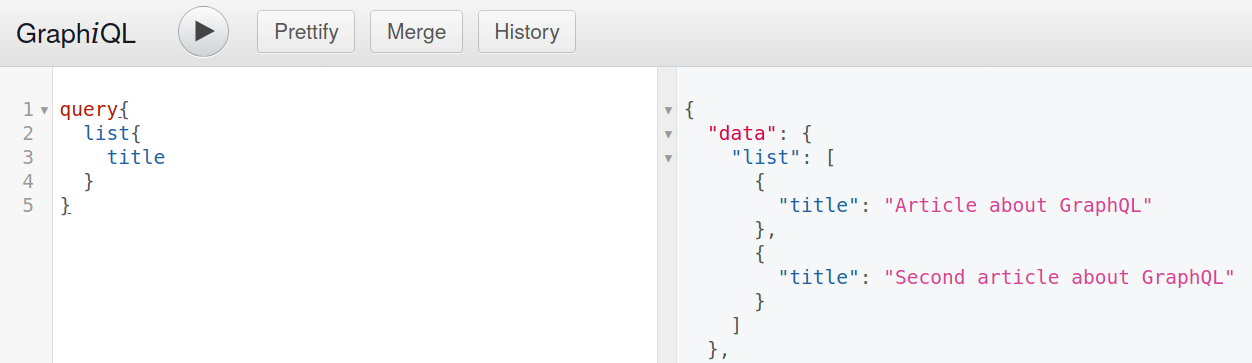 GraphiQL Prettify Merge History
1 query{
2   list{
3     title
4   }
5 }
{
  "data": {
    "list": [
      {
        "title": "Article about GraphQL"
      },
      {
        "title": "Second article about GraphQL"
      }
    ]
  },